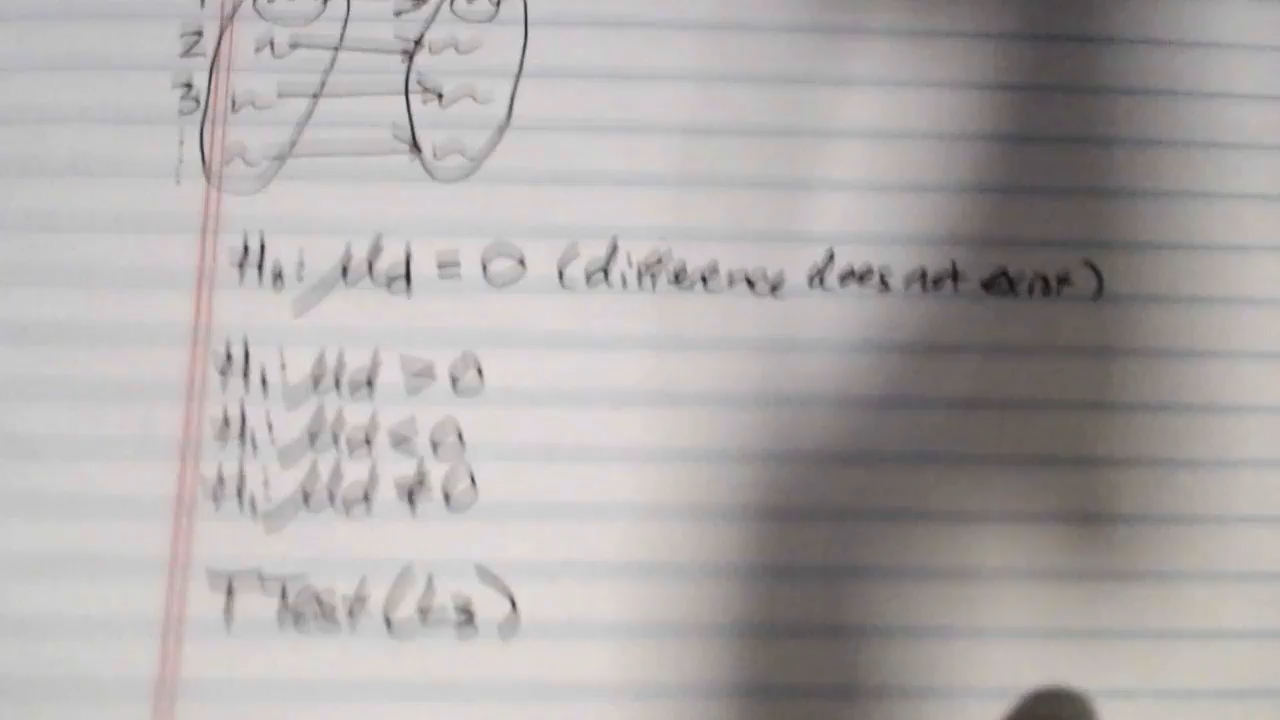 2
3
H₀: μd = 0 (difference does not exist)
H₁: μd > 0
H₁: μd < 0
H₁: μd ≠ 0
T Test (L3)